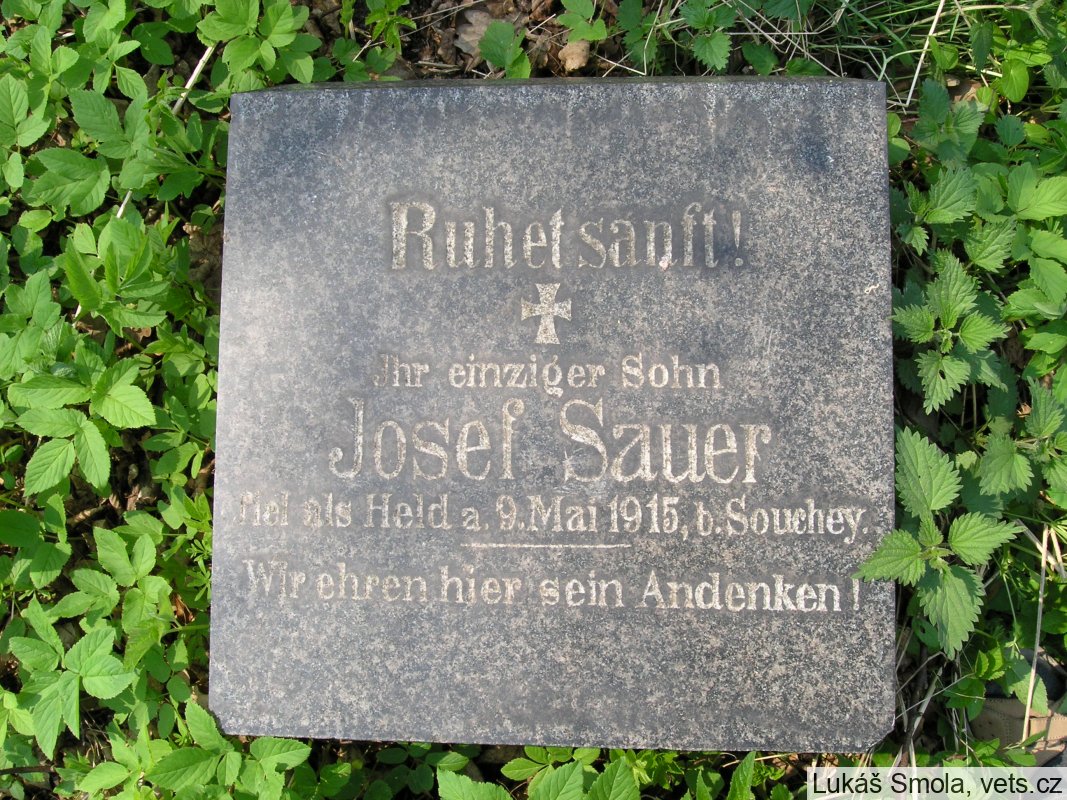 Ruhet sanft!
Ihr einziger Sohn
Josef Sauer
fiel als Held a. 9. Mai 1915, b. Souchey.
Wir ehren hier sein Andenken!
Lukáš Smola, vets.cz